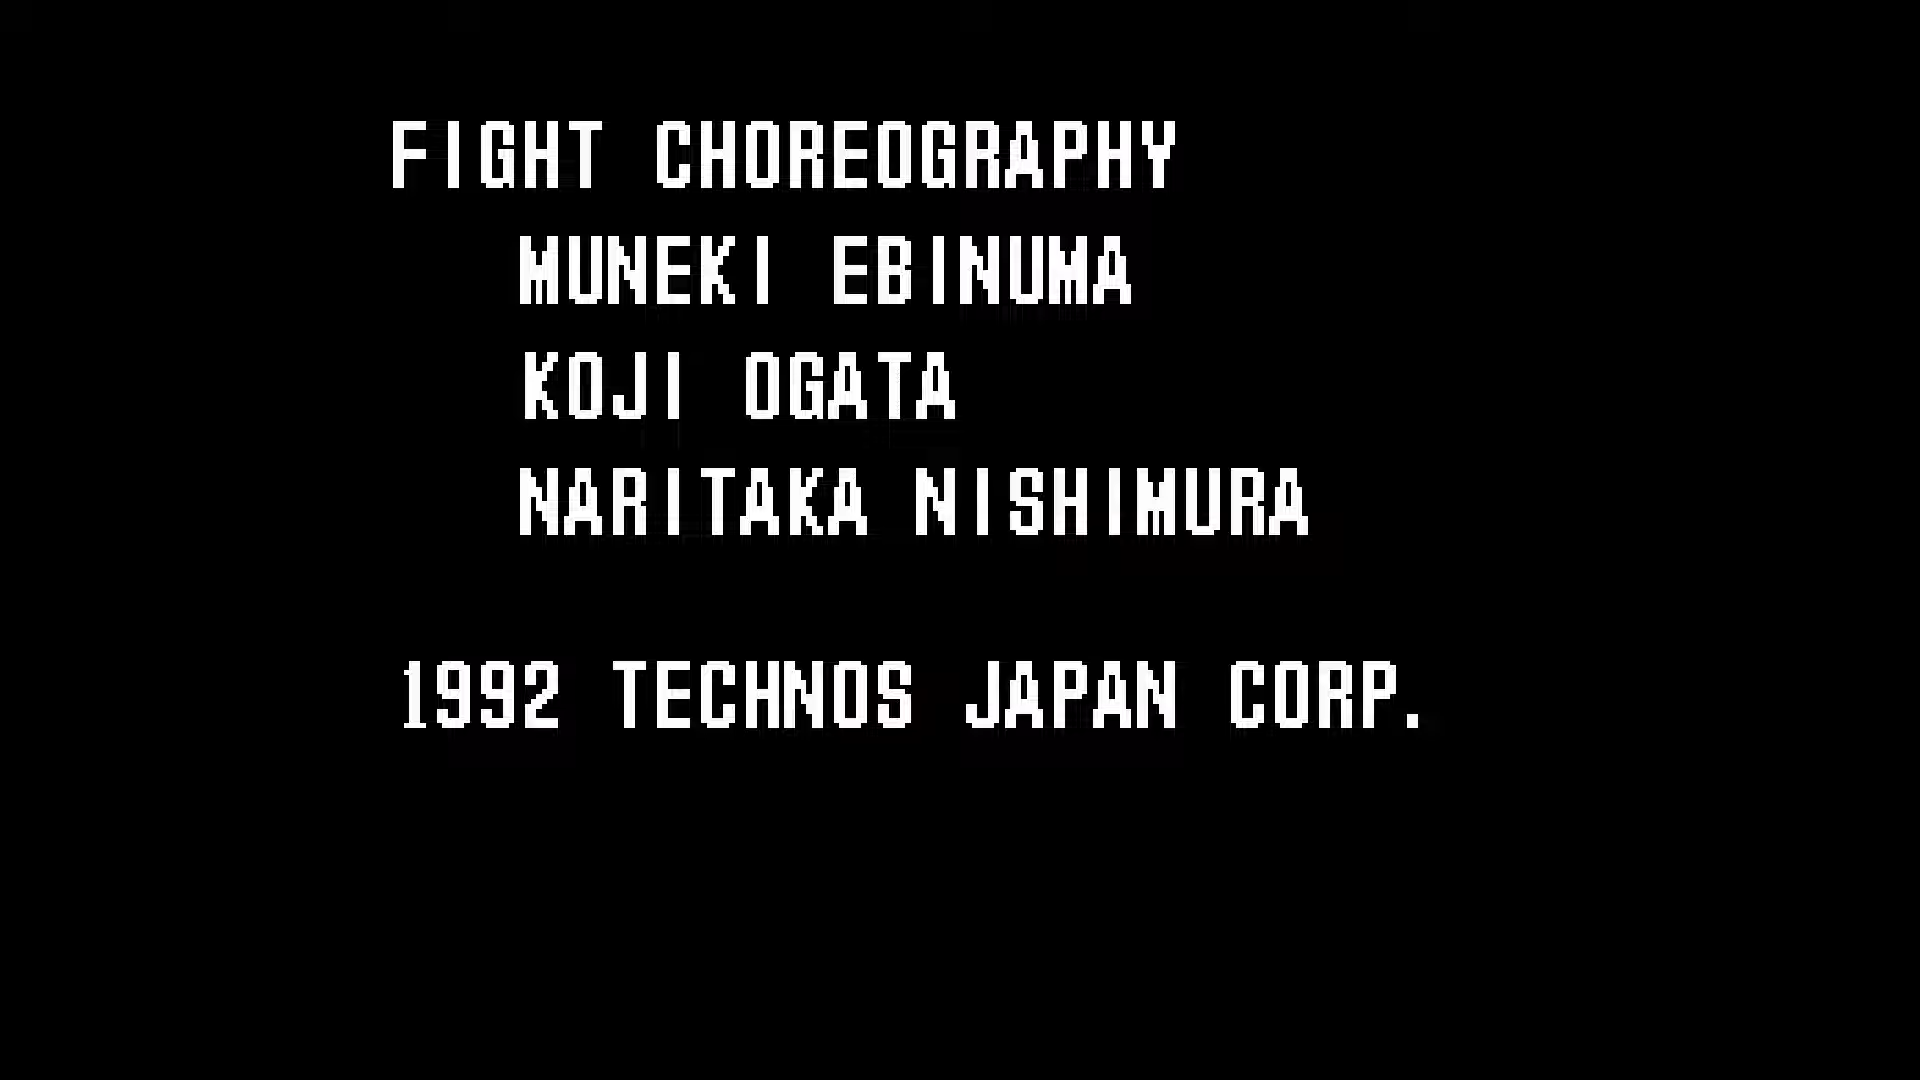 FIGHT CHOREOGRAPHY
MUNEKI EBINUMA
KOJI OGATA
NARITAKA NISHIMURA
1992 TECHNOS JAPAN CORP.